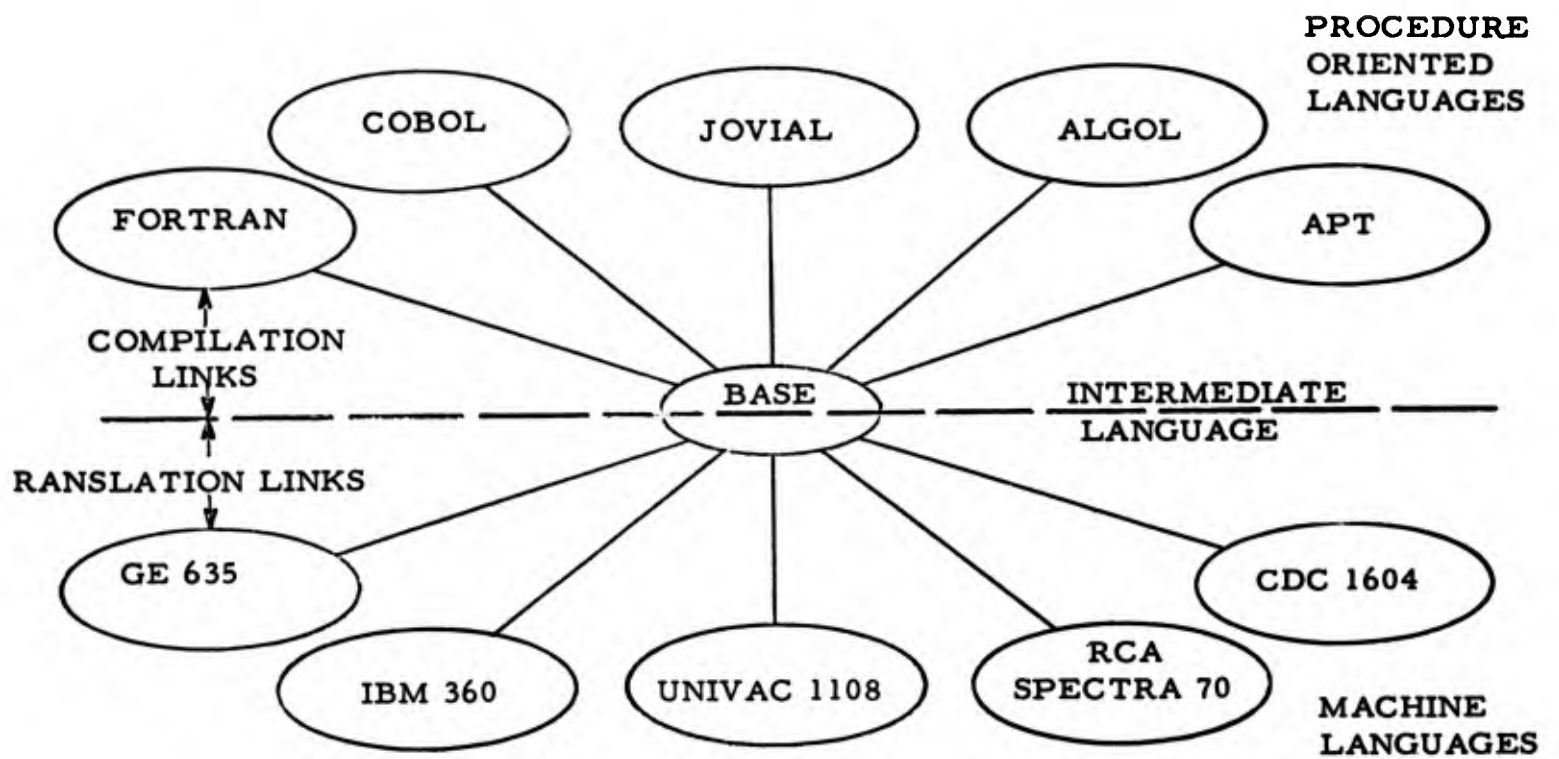 PROCEDURE
ORIENTED
LANGUAGES
COBOL
JOVIAL
ALGOL
FORTRAN
APT
COMPILATION
LINKS
BASE
INTERMEDIATE
LANGUAGE
RANSLATION LINKS
GE 635
CDC 1604
IBM 360
UNIVAC 1108
RCA
SPECTRA 70
MACHINE
LANGUAGES